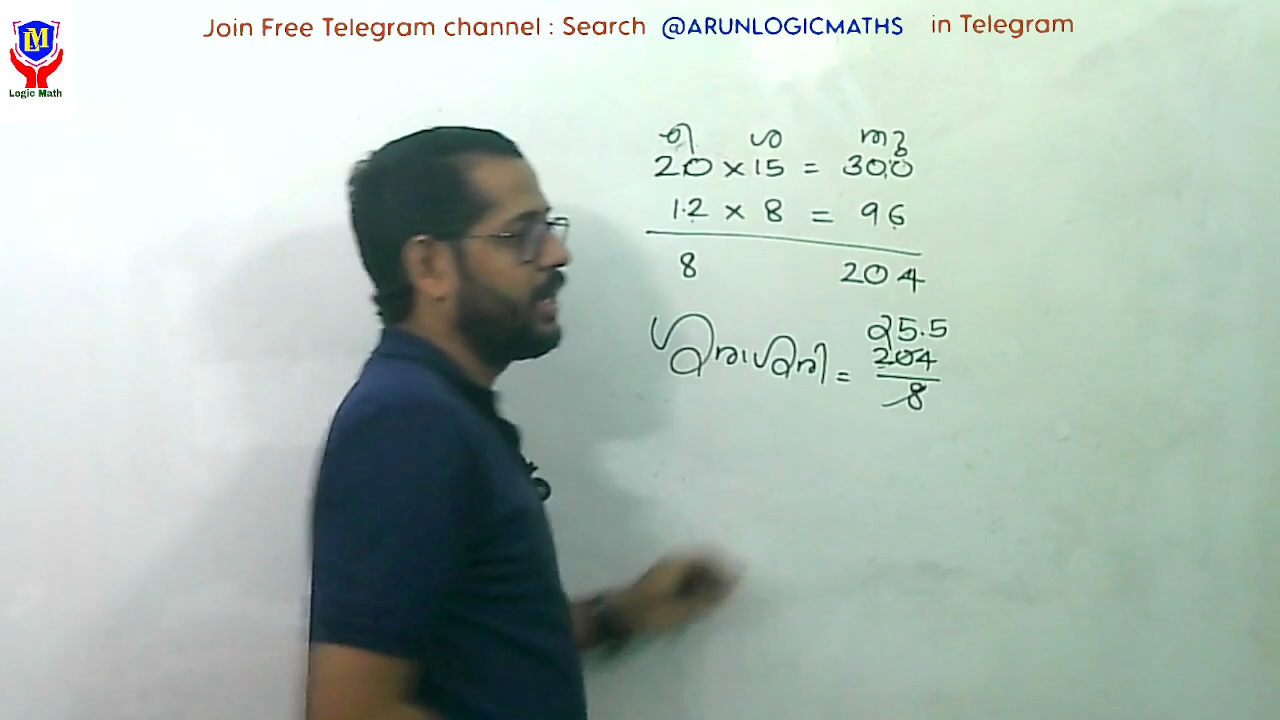 Join Free Telegram channel : Search @ARUNLOGICMATHS in Telegram
LM
Logic Math
എ ശ തു
20 × 15 = 300
12 × 8 = 96
8 204
ശരാശരി = 25.5
204
8